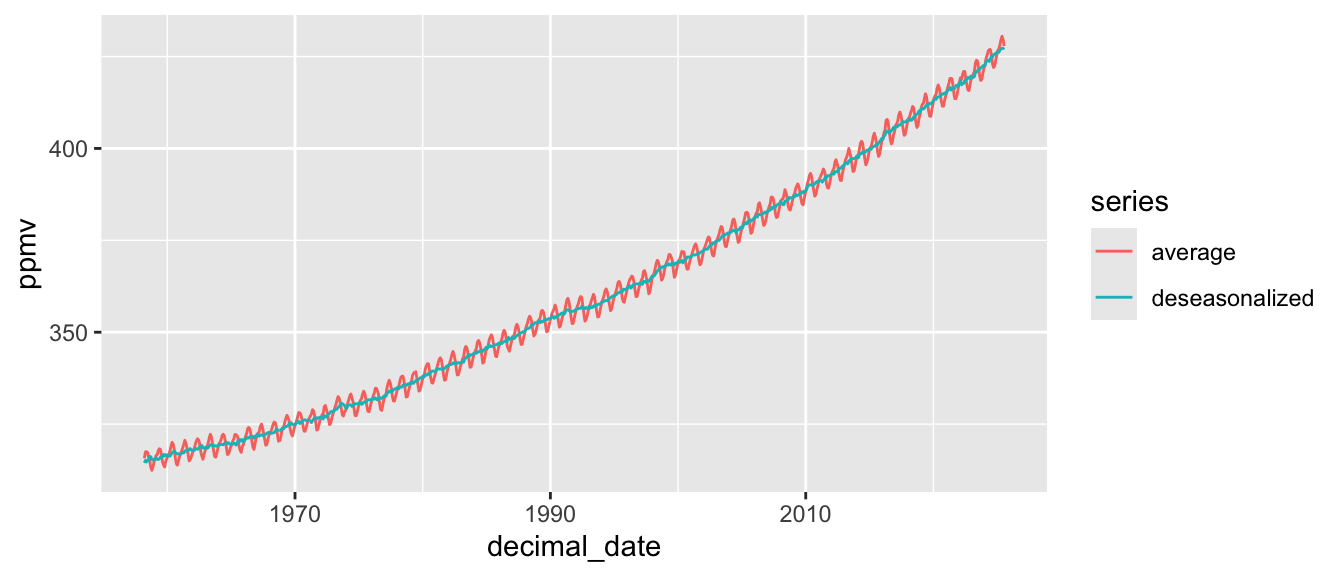 400
350
ppmv
1970 1990 2010
decimal_date
series
average
deseasonalized